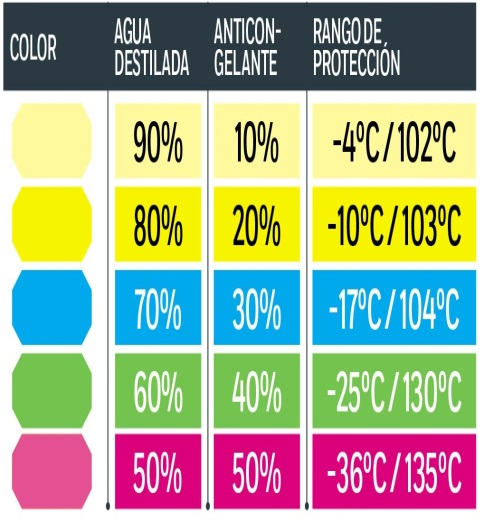 COLOR
AGUA
DESTILADA
ANTICON-
GELANTE
RANGO DE
PROTECCIÓN
90% 10% -4ºC/102ºC
80% 20% -10ºC/103ºC
70% 30% -17ºC/104ºC
60% 40% -25ºC/130ºC
50% 50% -36ºC/135ºC